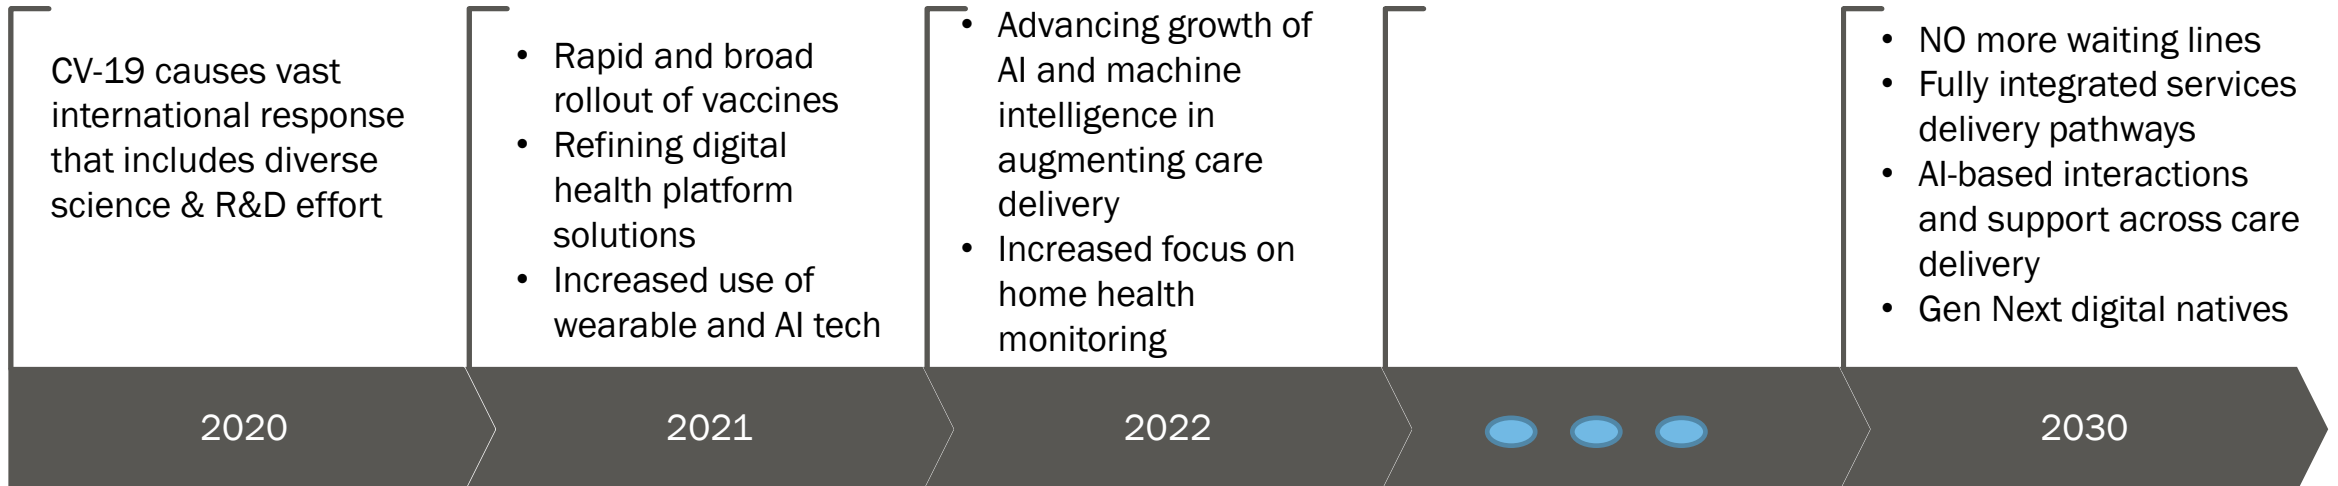 CV-19 causes vast
international response
that includes diverse
science & R&D effort
• Rapid and broad
rollout of vaccines
• Refining digital
health platform
solutions
• Increased use of
wearable and AI tech
• Advancing growth of
AI and machine
intelligence in
augmenting care
delivery
• Increased focus on
home health
monitoring
• NO more waiting lines
• Fully integrated services
delivery pathways
• AI-based interactions
and support across care
delivery
• Gen Next digital natives
2020
2021
2022
2030